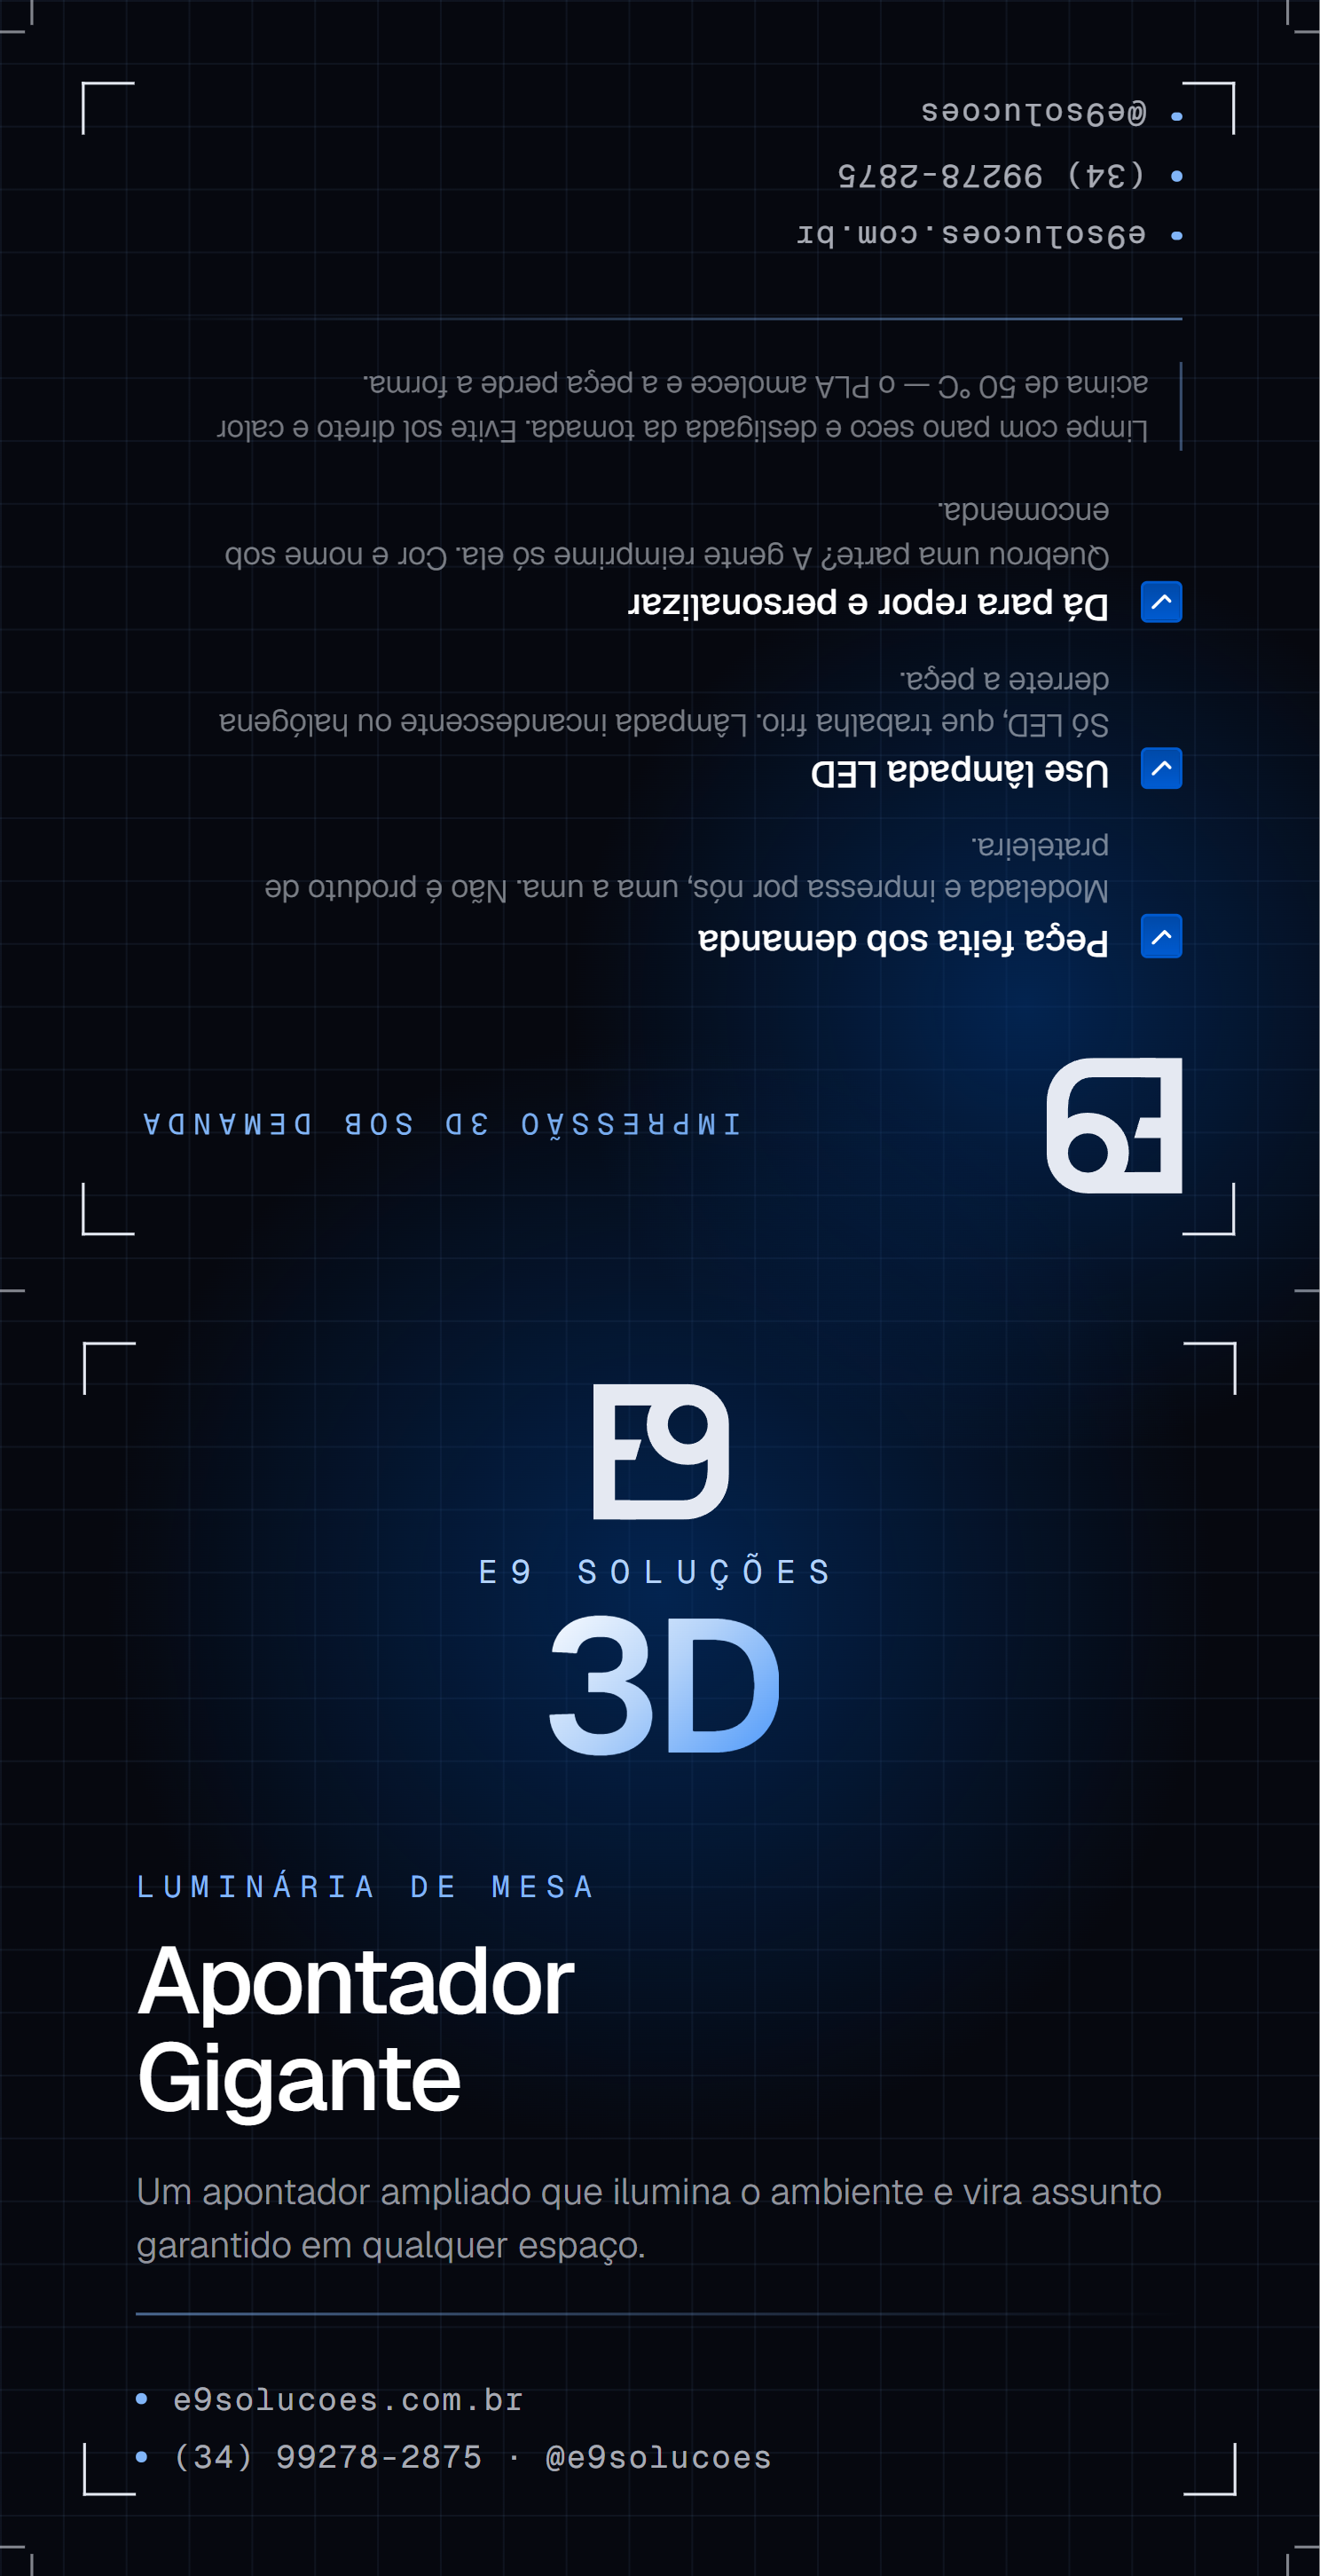 E9
IMPRESSÃO 3D SOB DEMANDA
Peça feita sob demanda
Modelada e impressa por nós, uma a uma. Não é produto de
prateleira.
Use lâmpada LED
Só LED, que trabalha frio. Lâmpada incandescente ou halógena
derrete a peça.
Dá para repor e personalizar
Quebrou uma parte? A gente reimprime só ela. Cor e nome sob
encomenda.
Limpe com pano seco e desligada da tomada. Evite sol direto e calor
acima de 50 °C — o PLA amolece e a peça perde a forma.
e9solucoes.com.br
(34) 99278-2875
@e9solucoes
E9
E9 SOLUÇÕES
3D
LUMINÁRIA DE MESA
Apontador
Gigante
Um apontador ampliado que ilumina o ambiente e vira assunto
garantido em qualquer espaço.
e9solucoes.com.br
(34) 99278-2875 · @e9solucoes